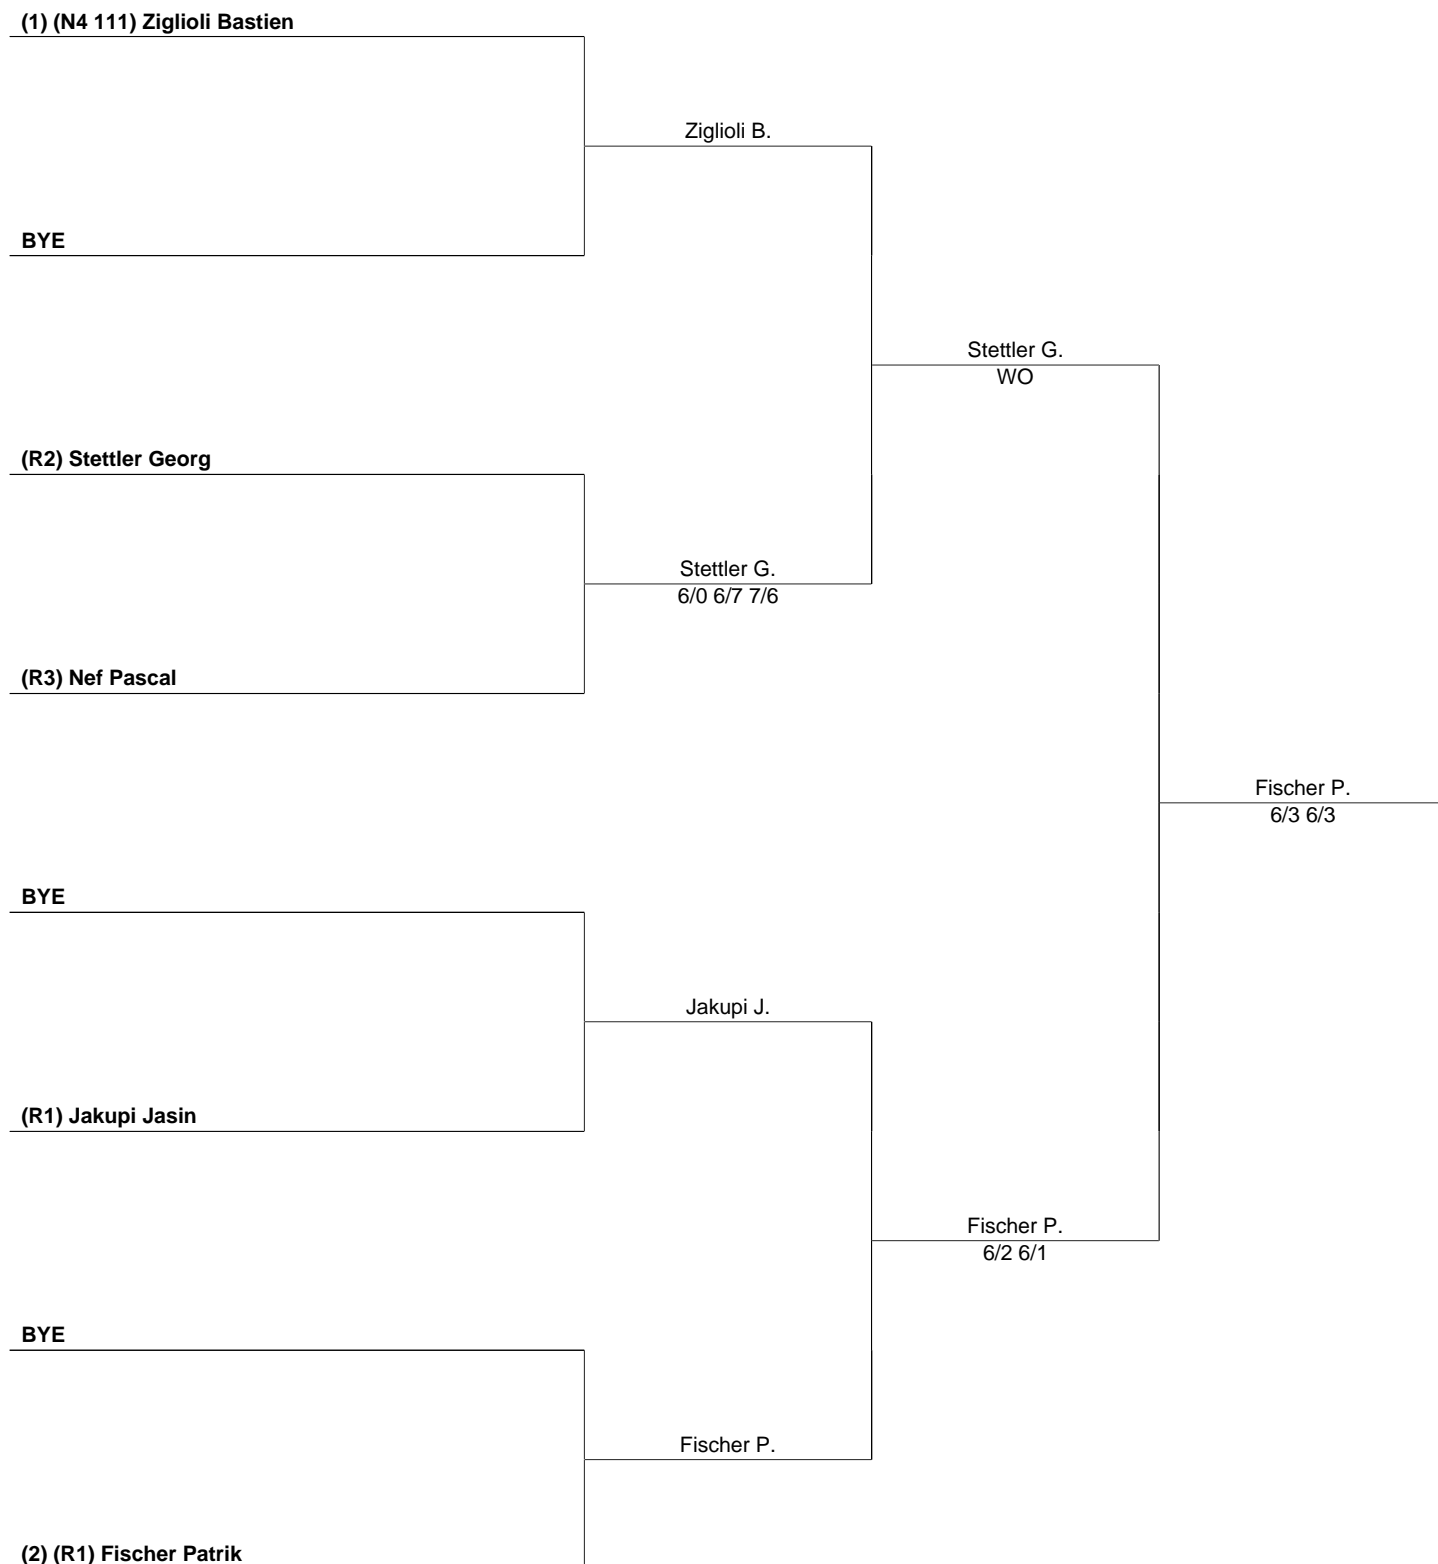 (1) (N4 111) Ziglioli Bastien
Ziglioli B.
BYE
Stettler G.
WO
(R2) Stettler Georg
Stettler G.
6/0 6/7 7/6
(R3) Nef Pascal
Fischer P.
6/3 6/3
BYE
Jakupi J.
(R1) Jakupi Jasin
Fischer P.
6/2 6/1
BYE
Fischer P.
(2) (R1) Fischer Patrik